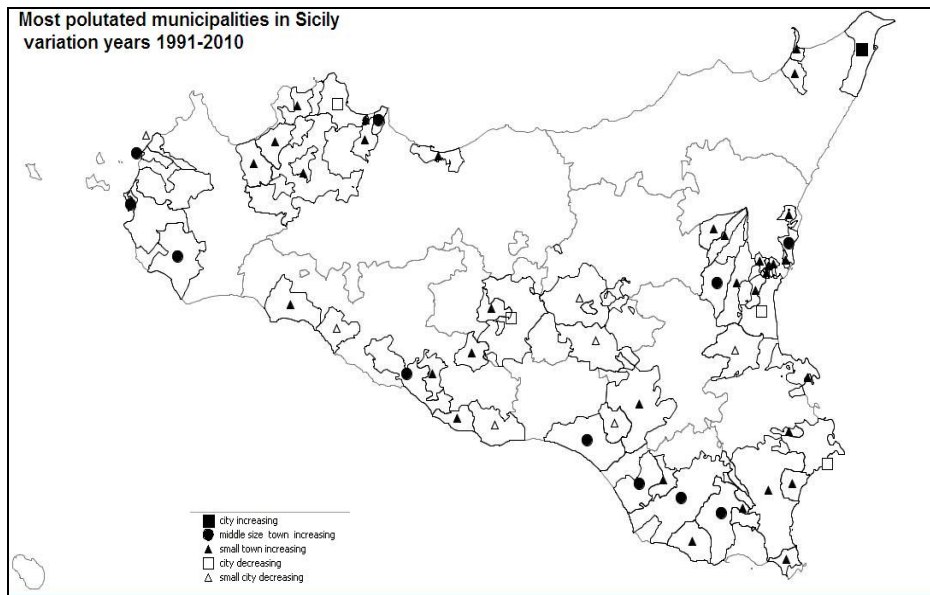 Most polutated municipalities in Sicily
variation years 1991-2010
city increasing
middle size town increasing
small town increasing
city decreasing
small city decreasing